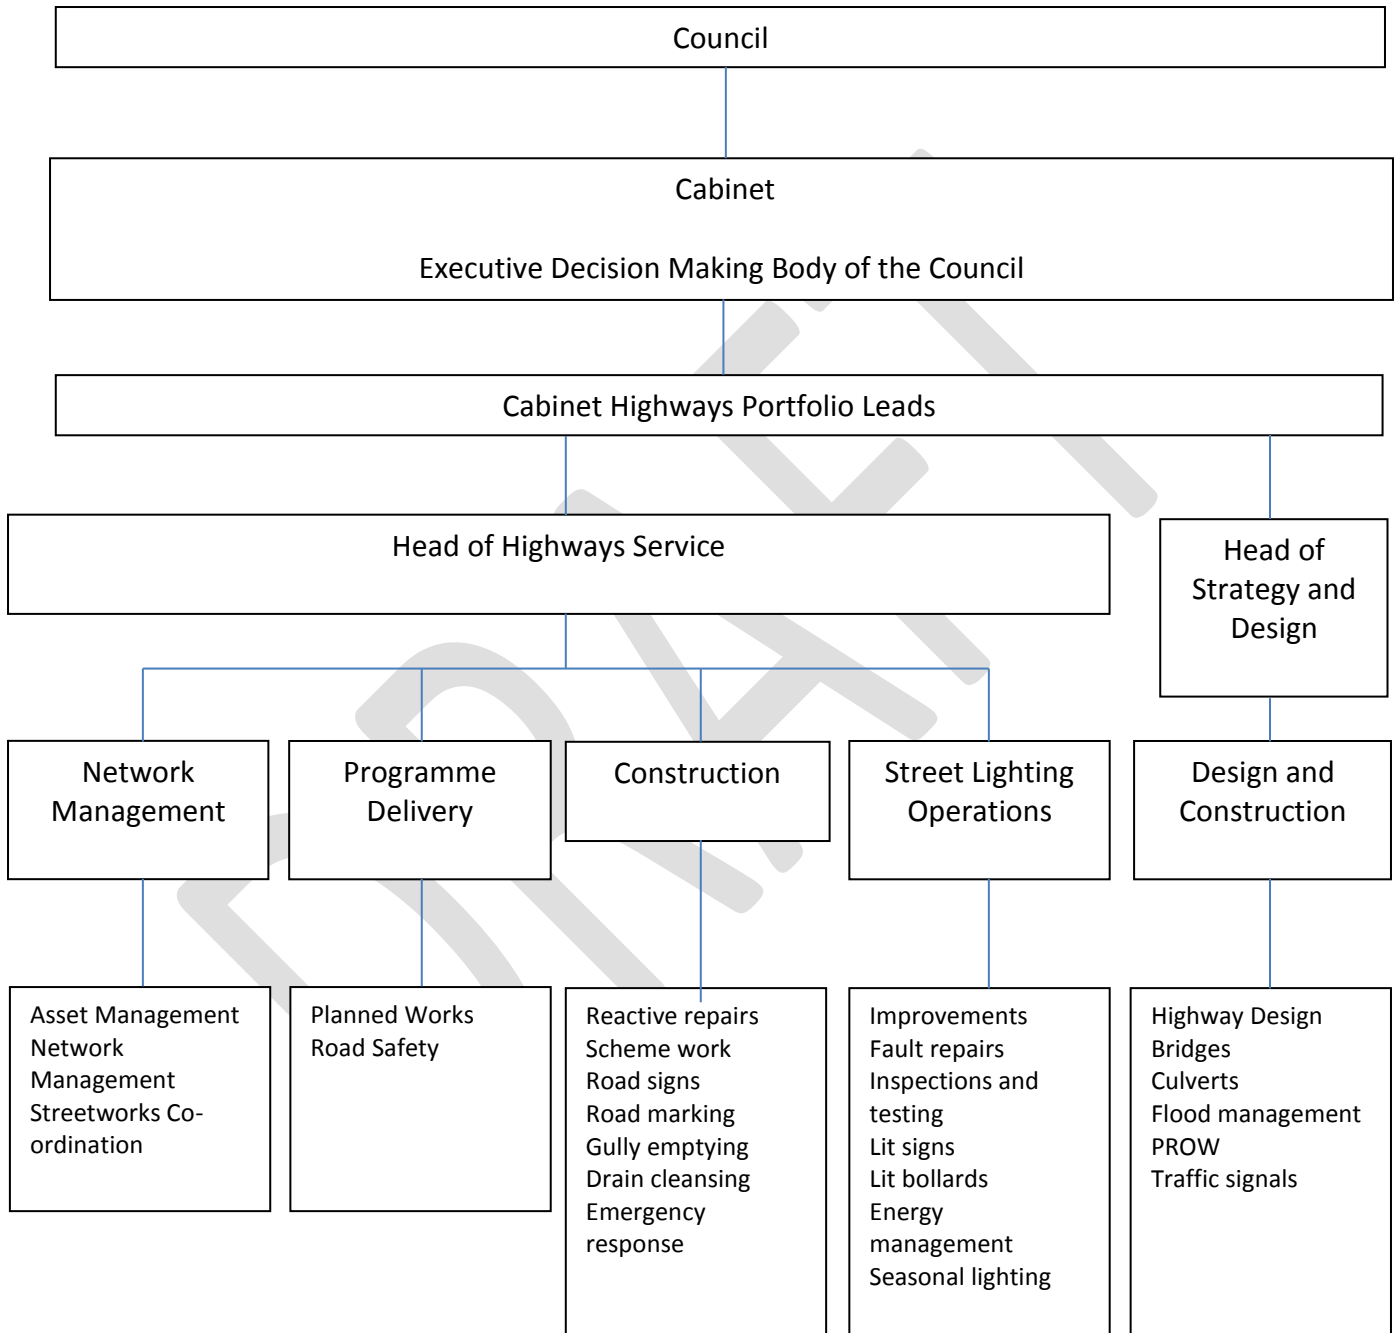 Council
Cabinet
Executive Decision Making Body of the Council
Cabinet Highways Portfolio Leads
Head of Highways Service
Head of
Strategy and
Design
Network
Management
Programme
Delivery
Construction
Street Lighting
Operations
Design and
Construction
Asset Management
Network
Management
Streetworks Co-
ordination
Planned Works
Road Safety
Reactive repairs
Scheme work
Road signs
Road marking
Gully emptying
Drain cleansing
Emergency
response
Improvements
Fault repairs
Inspections and
testing
Lit signs
Lit bollards
Energy
management
Seasonal lighting
Highway Design
Bridges
Culverts
Flood management
PROW
Traffic signals
DRAFT